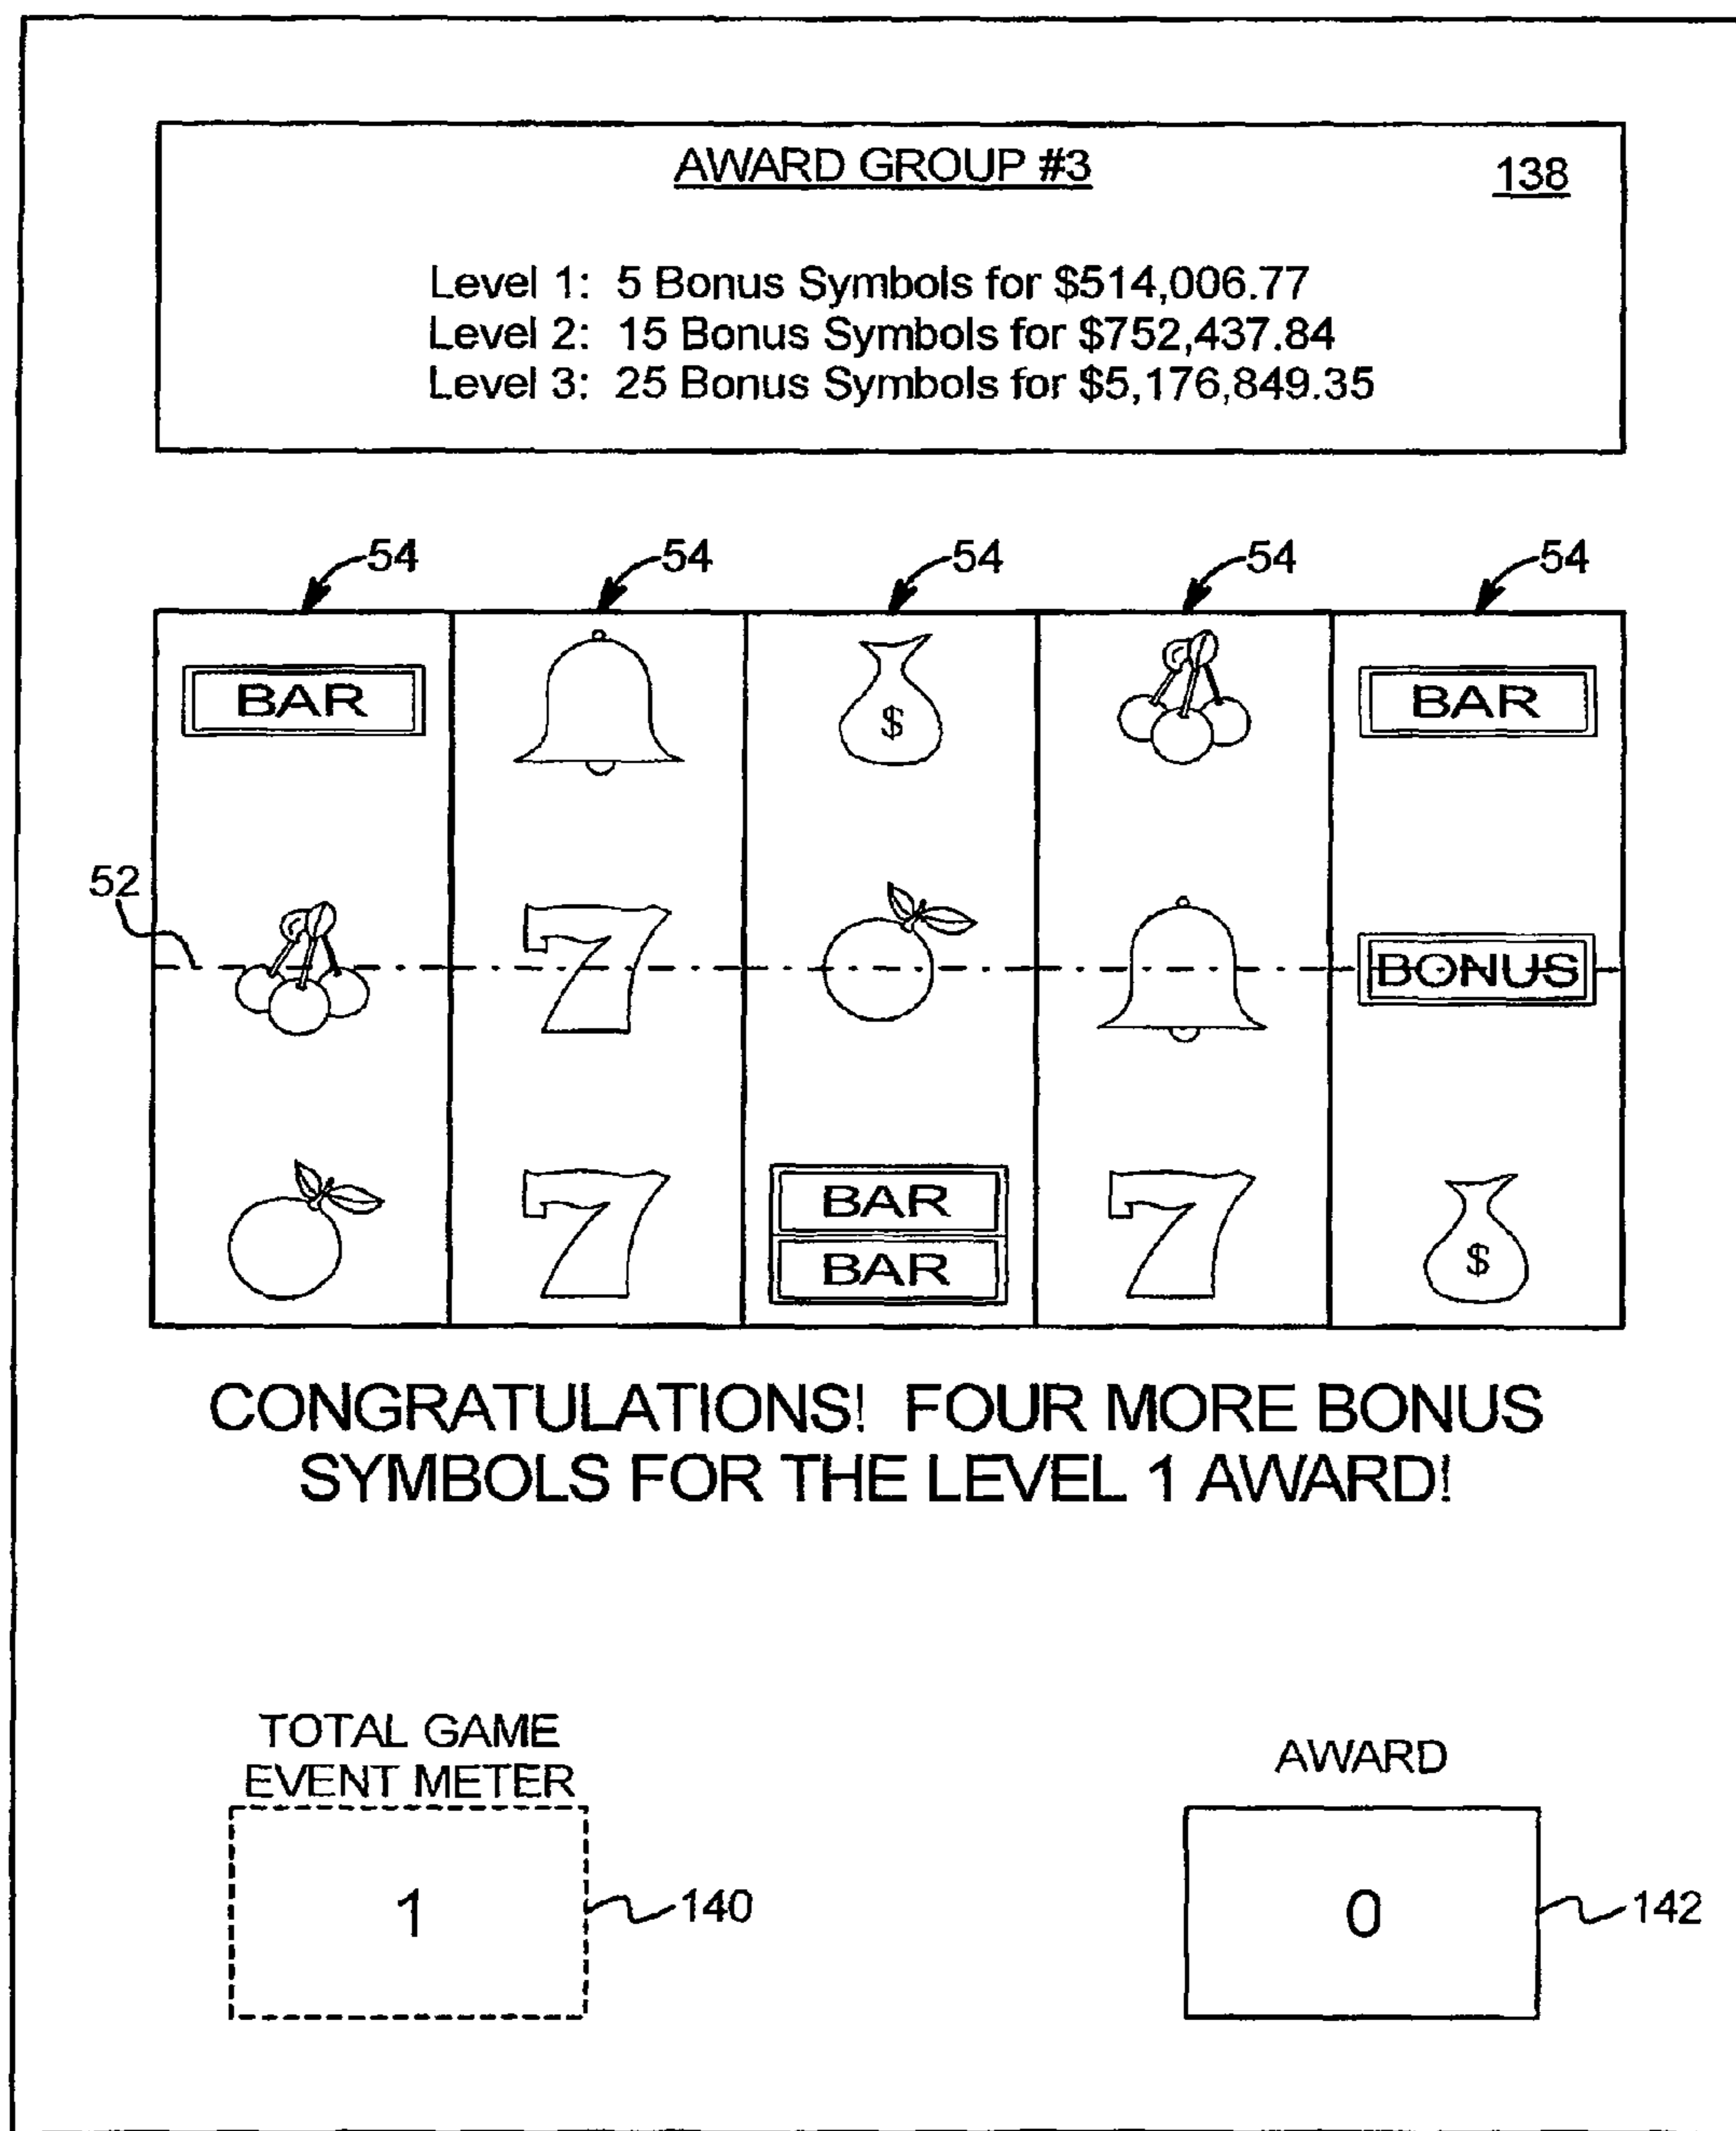 AWARD GROUP #3
138
Level 1: 5 Bonus Symbols for $514,006.77
Level 2: 15 Bonus Symbols for $752,437.84
Level 3: 25 Bonus Symbols for $5,176,849.35
54 54 54 54 54
BAR $ BAR
52
7 BONUS
7 BAR 7
BAR $
CONGRATULATIONS! FOUR MORE BONUS
SYMBOLS FOR THE LEVEL 1 AWARD!
TOTAL GAME
EVENT METER
1
140
AWARD
0
142